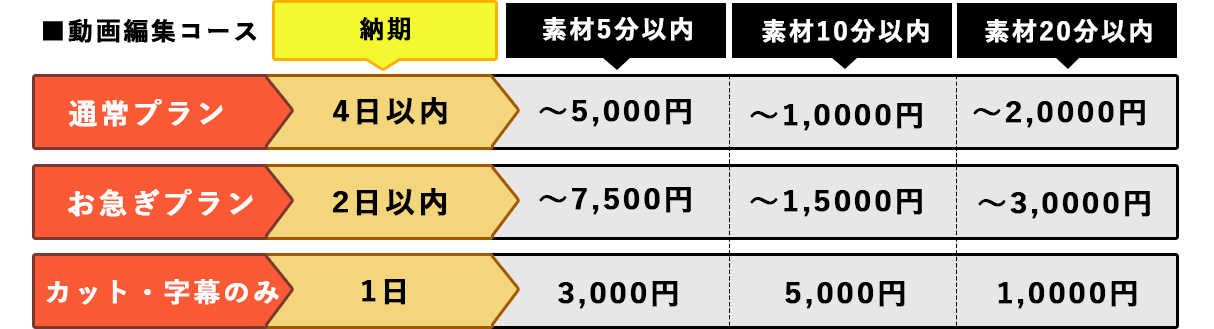 ■動画編集コース 納期 素材5分以内 素材10分以内 素材20分以内
通常プラン 4日以内 ～5,000円 ～1,0000円 ～2,0000円
お急ぎプラン 2日以内 ～7,500円 ～1,5000円 ～3,0000円
カット・字幕のみ 1日 3,000円 5,000円 1,0000円